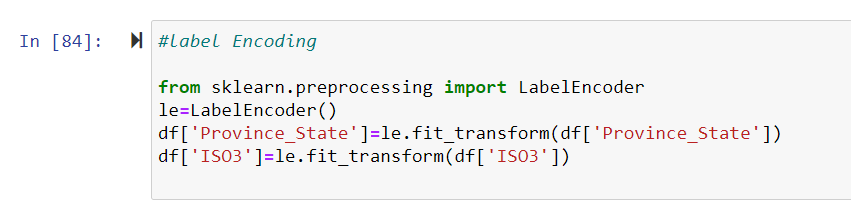 In [84]:
#Label Encoding
from sklearn.preprocessing import LabelEncoder
le=LabelEncoder()
df['Province_State']=le.fit_transform(df['Province_State'])
df['ISO3']=le.fit_transform(df['ISO3'])